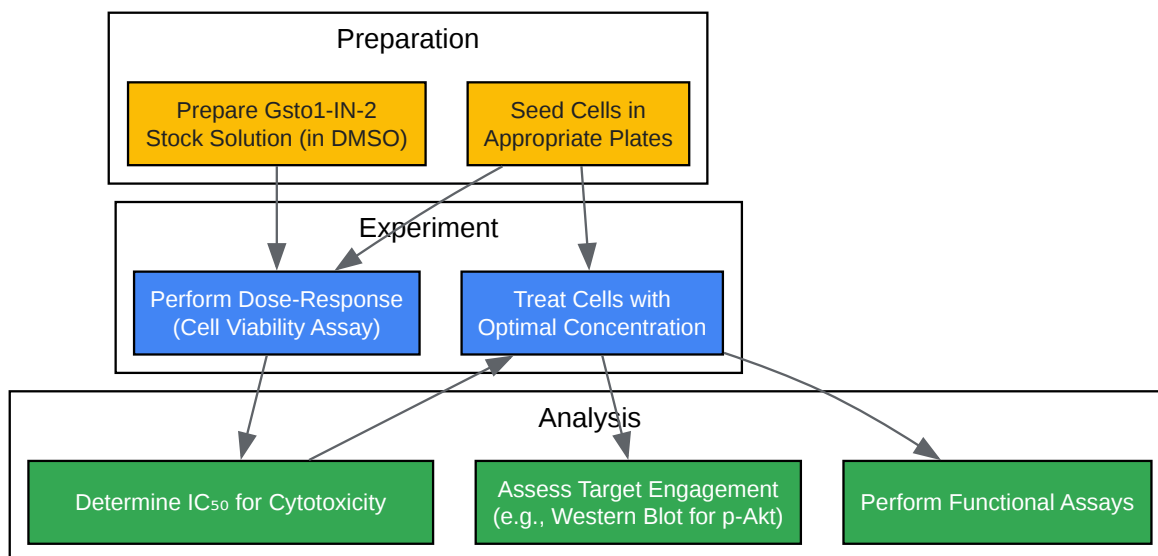 Preparation
Prepare Gsto1-IN-2
Stock Solution (in DMSO)
Seed Cells in
Appropriate Plates
Experiment
Perform Dose-Response
(Cell Viability Assay)
Treat Cells with
Optimal Concentration
Analysis
Determine IC₅₀ for Cytotoxicity
Assess Target Engagement
(e.g., Western Blot for p-Akt)
Perform Functional Assays